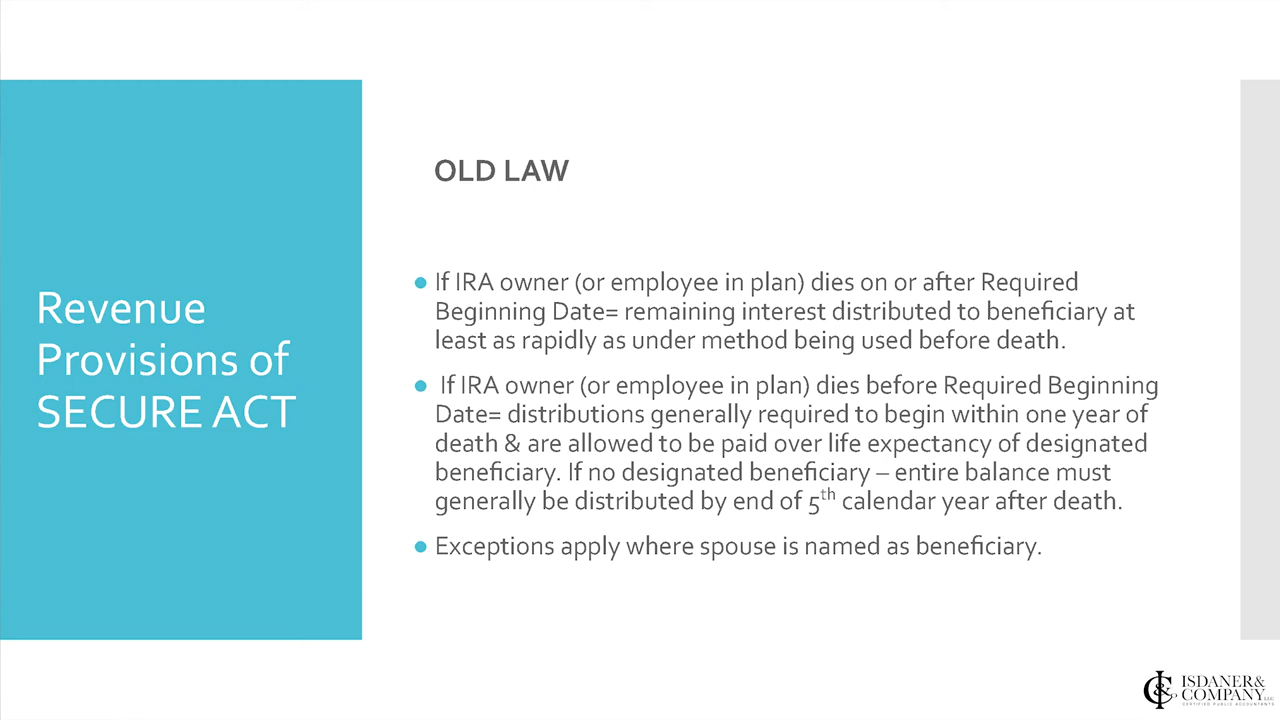 Revenue
Provisions of
SECURE ACT
OLD LAW
● If IRA owner (or employee in plan) dies on or after Required
Beginning Date= remaining interest distributed to beneficiary at
least as rapidly as under method being used before death.
● If IRA owner (or employee in plan) dies before Required Beginning
Date= distributions generally required to begin within one year of
death & are allowed to be paid over life expectancy of designated
beneficiary. If no designated beneficiary – entire balance must
generally be distributed by end of 5th calendar year after death.
● Exceptions apply where spouse is named as beneficiary.
ISDANER&
COMPANY LLC
CERTIFIED PUBLIC ACCOUNTANTS